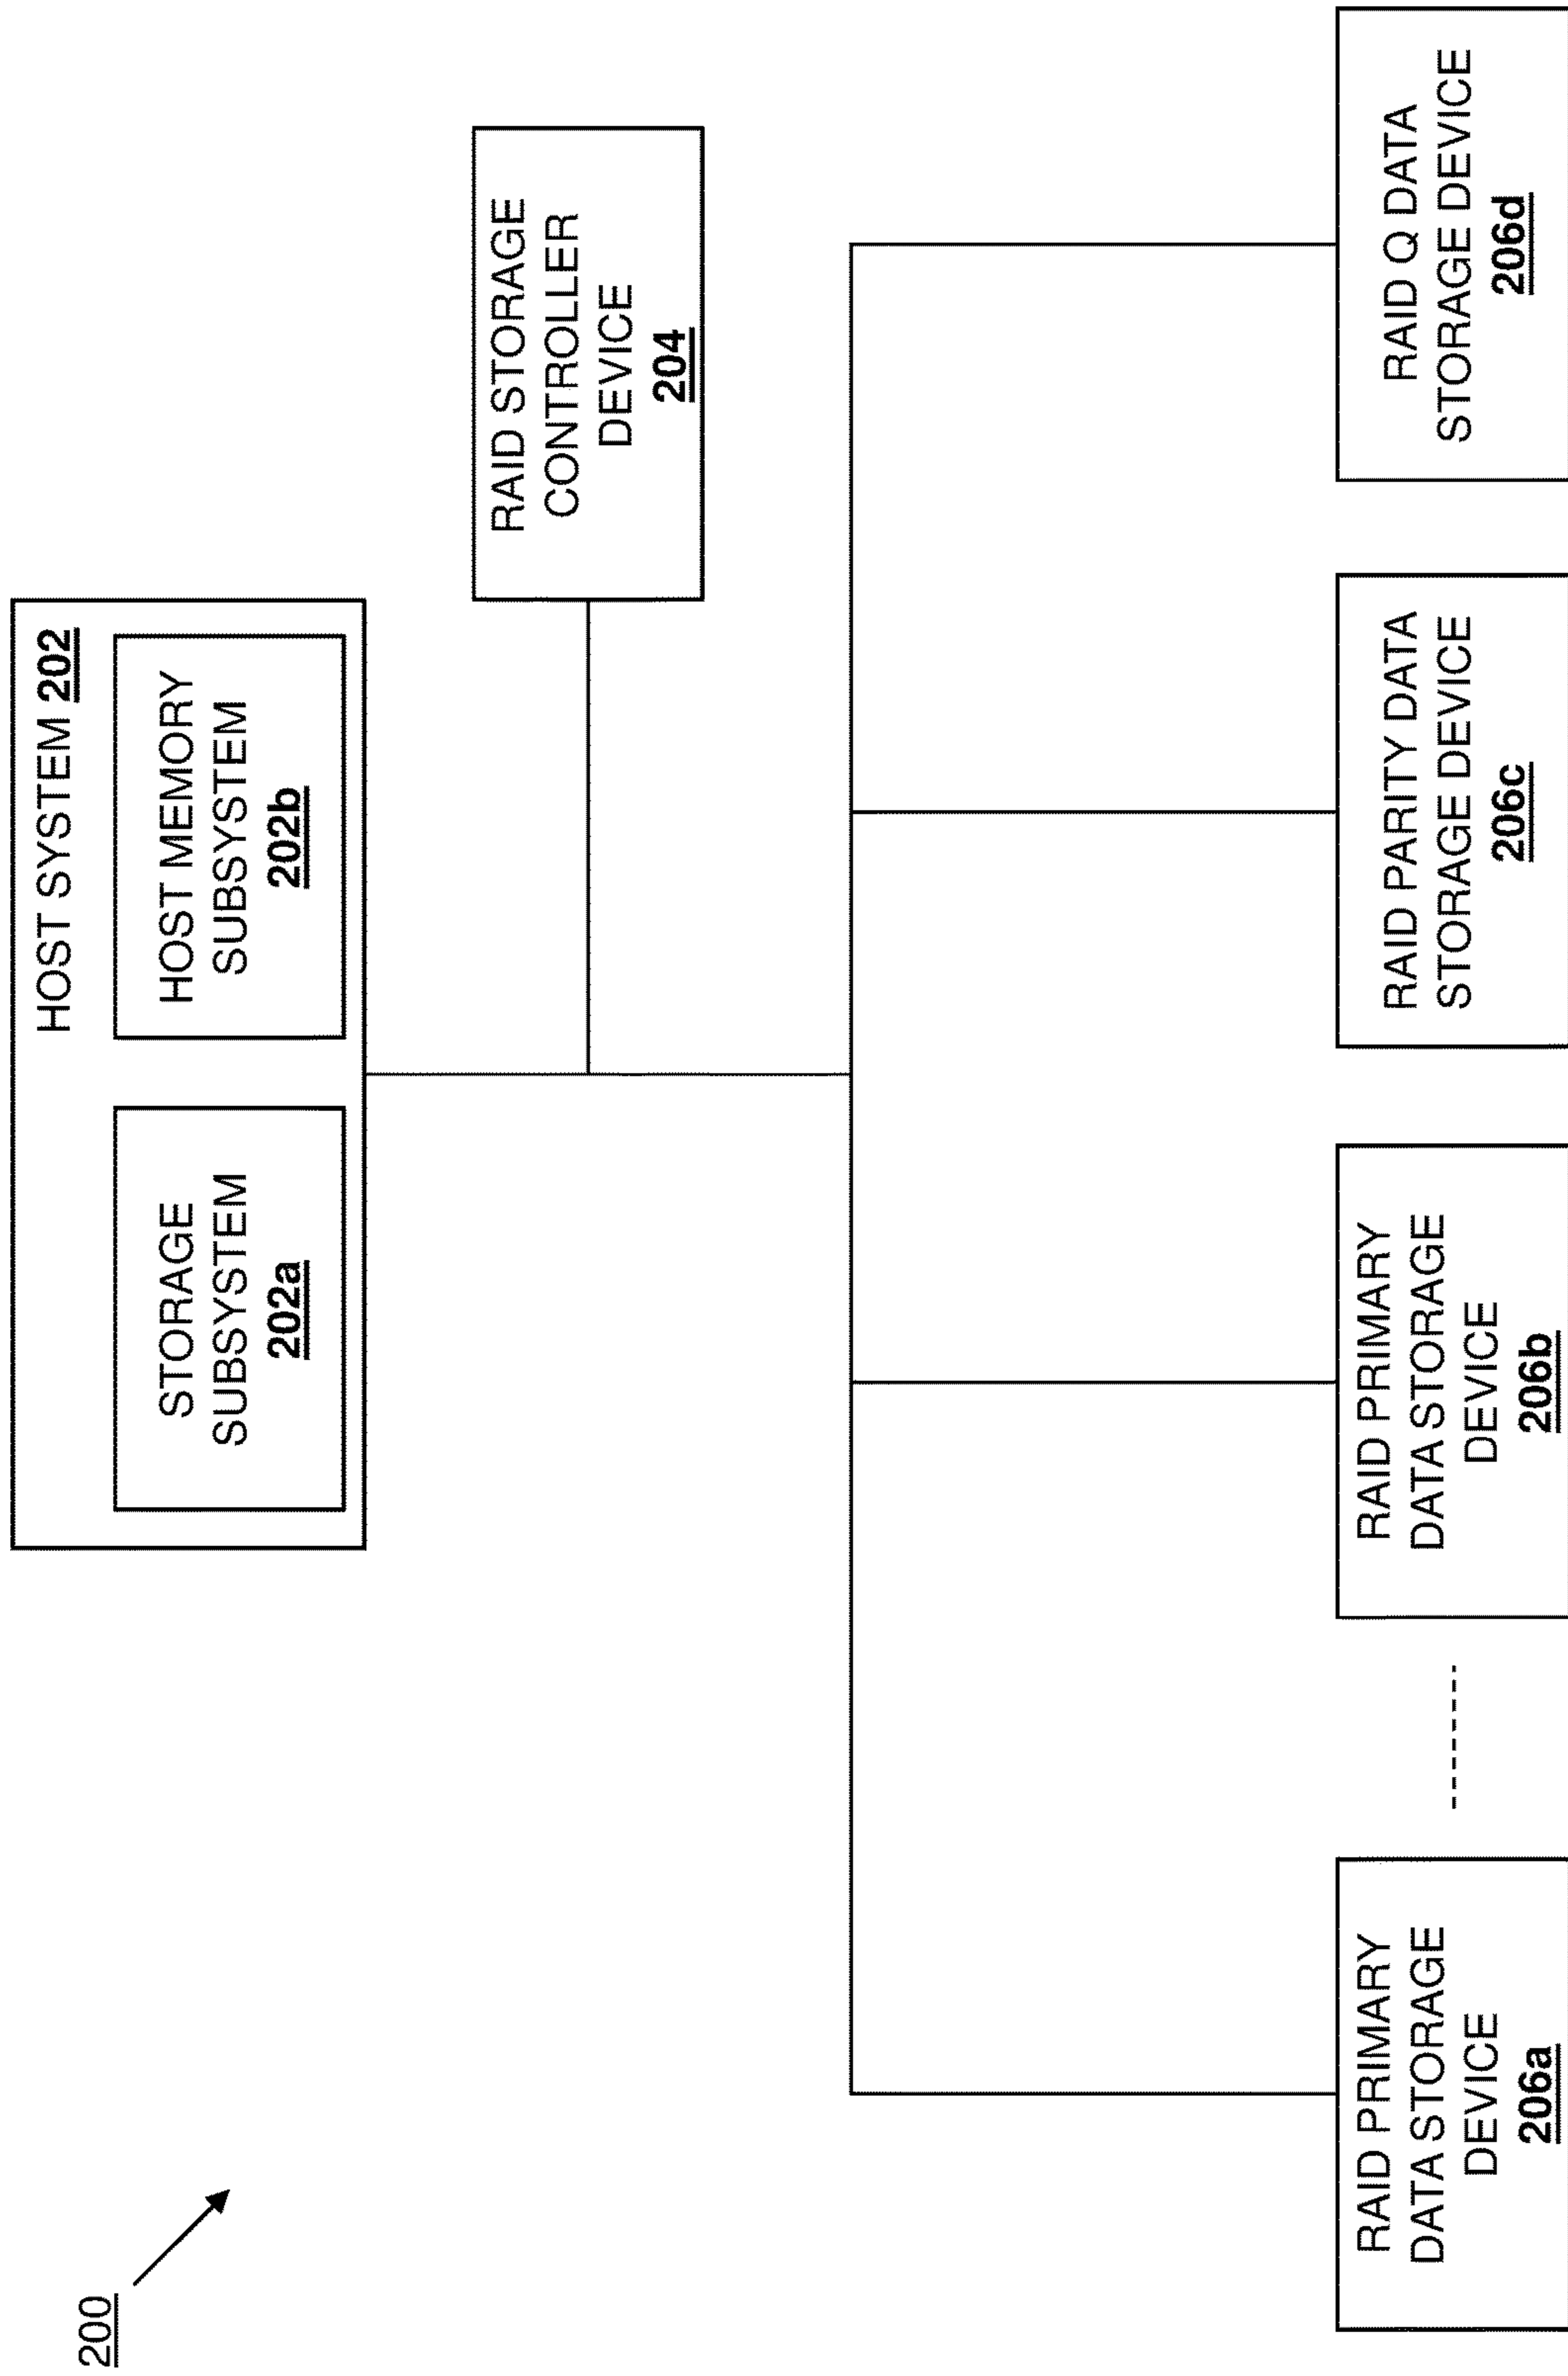 200
HOST SYSTEM 202
STORAGE
SUBSYSTEM
202a
HOST MEMORY
SUBSYSTEM
202b
RAID STORAGE
CONTROLLER
DEVICE
204
RAID PRIMARY
DATA STORAGE
DEVICE
206a
RAID PRIMARY
DATA STORAGE
DEVICE
206b
RAID PARITY DATA
STORAGE DEVICE
206c
RAID Q DATA
STORAGE DEVICE
206d